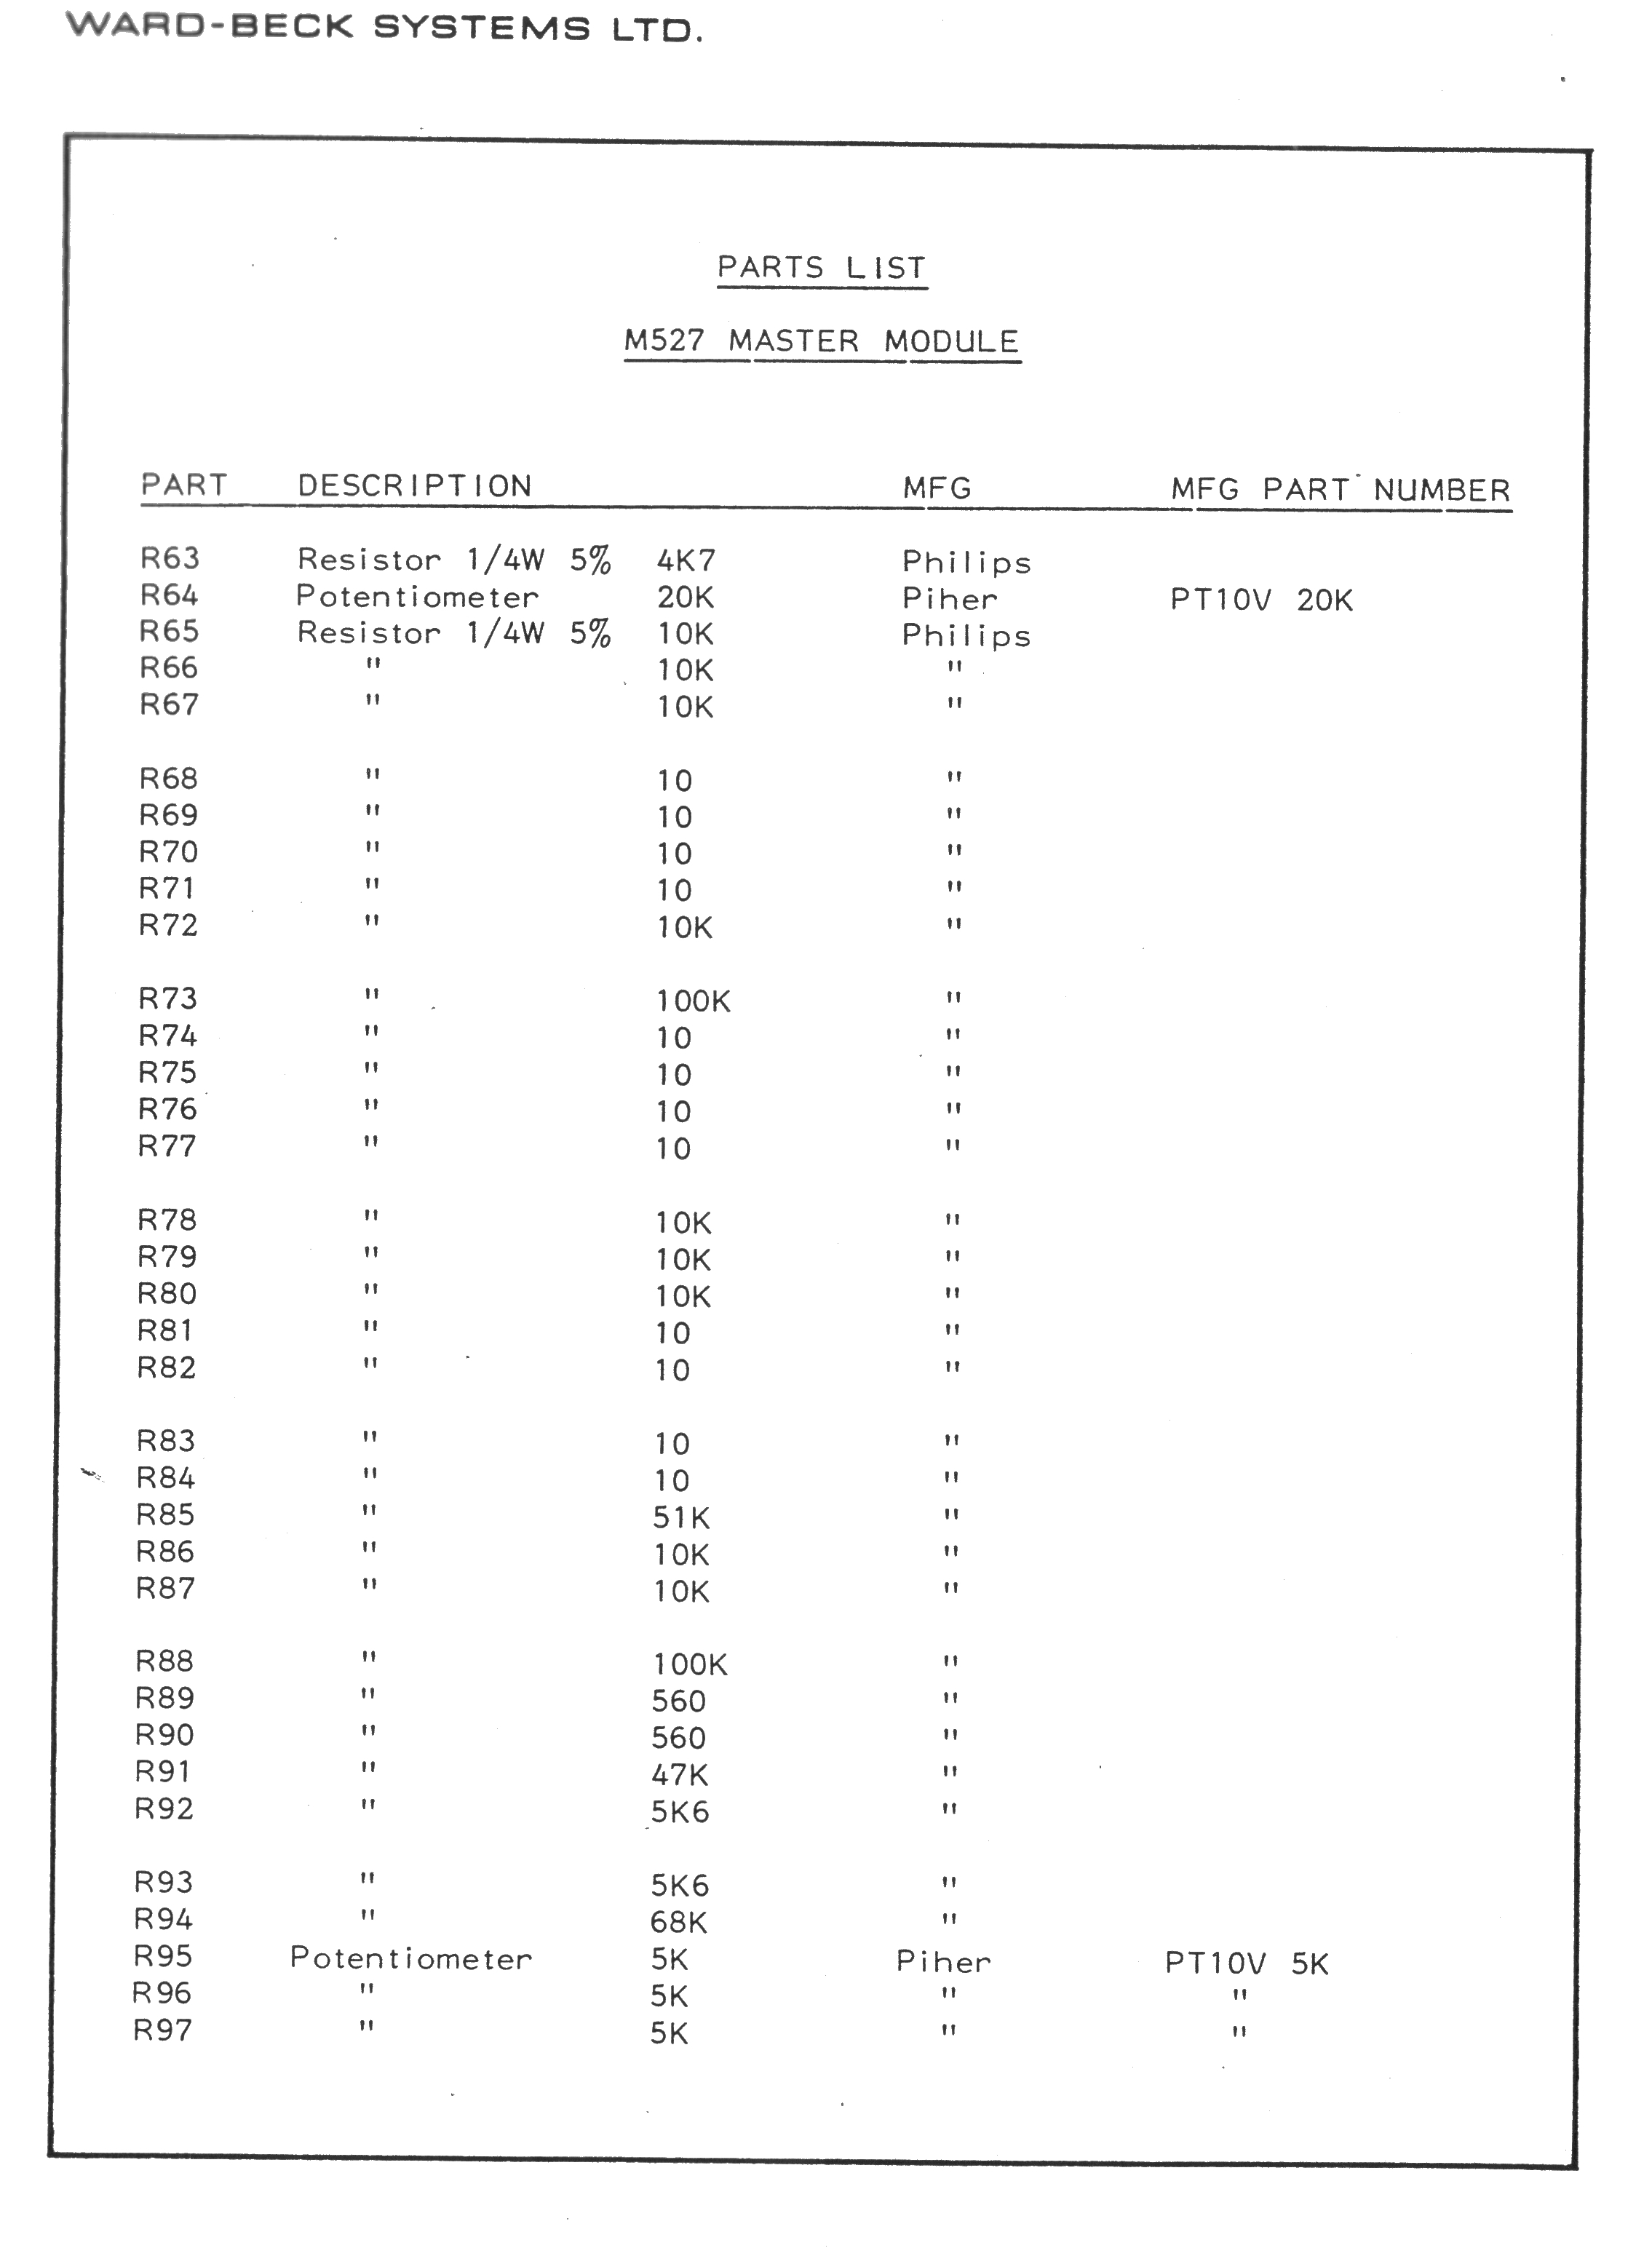 WARD-BECK SYSTEMS LTD.
PARTS LIST
M527 MASTER MODULE
PART DESCRIPTION MFG MFG PART NUMBER
R63 Resistor 1/4W 5% 4K7 Philips
R64 Potentiometer 20K Piher PT10V 20K
R65 Resistor 1/4W 5% 10K Philips
R66 " 10K "
R67 " 10K "
R68 " 10 "
R69 " 10 "
R70 " 10 "
R71 " 10 "
R72 " 10K "
R73 " 100K "
R74 " 10 "
R75 " 10 "
R76 " 10 "
R77 " 10 "
R78 " 10K "
R79 " 10K "
R80 " 10K "
R81 " 10 "
R82 " 10 "
R83 " 10 "
R84 " 10 "
R85 " 51K "
R86 " 10K "
R87 " 10K "
R88 " 100K "
R89 " 560 "
R90 " 560 "
R91 " 47K "
R92 " 5K6 "
R93 " 5K6 "
R94 " 68K "
R95 Potentiometer 5K Piher PT10V 5K
R96 " 5K " "
R97 " 5K " "